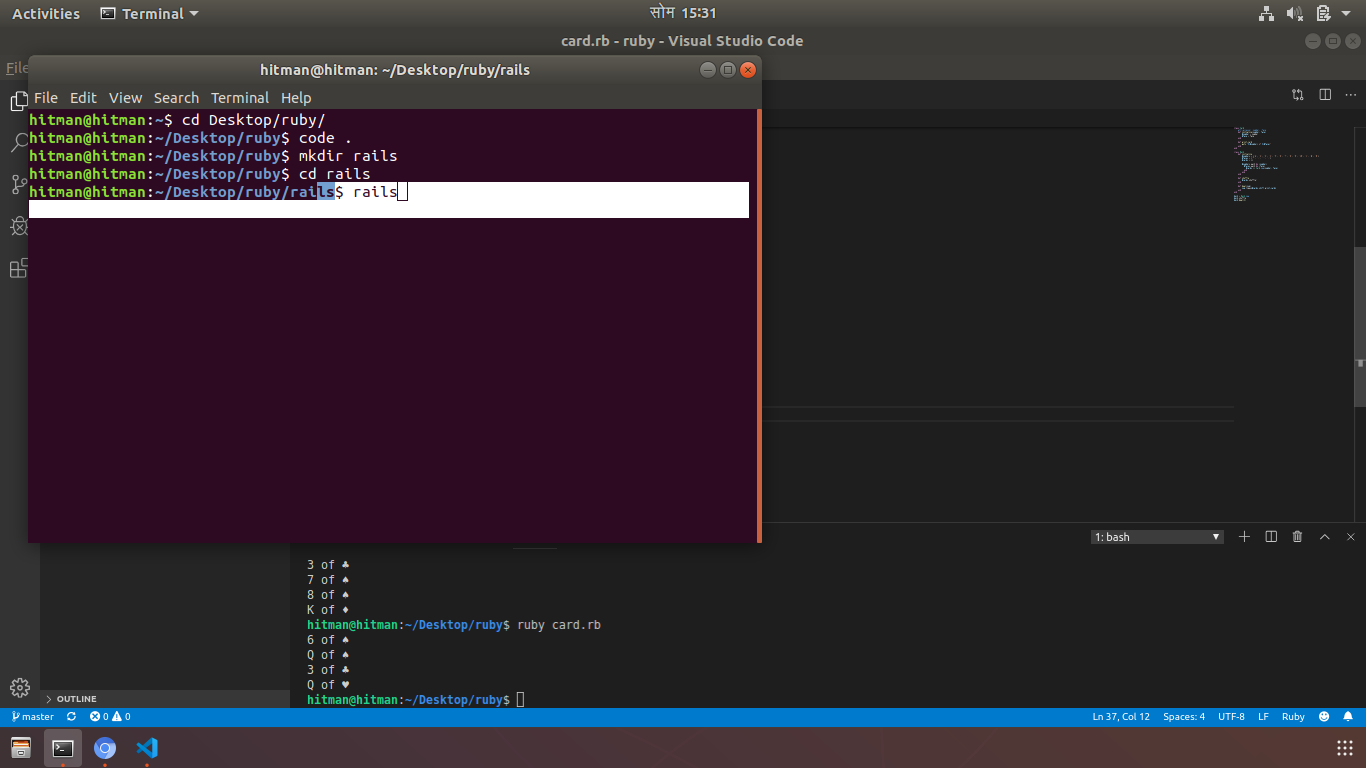 Activities Terminal सोम 15:31
card.rb - ruby - Visual Studio Code
File
hitman@hitman: ~/Desktop/ruby/rails
File Edit View Search Terminal Help
hitman@hitman:~$ cd Desktop/ruby/
hitman@hitman:~/Desktop/ruby$ code .
hitman@hitman:~/Desktop/ruby$ mkdir rails
hitman@hitman:~/Desktop/ruby$ cd rails
hitman@hitman:~/Desktop/ruby/rails$ rails
1: bash
3 of ♣
7 of ♠
8 of ♠
K of ♦
hitman@hitman:~/Desktop/ruby$ ruby card.rb
6 of ♠
Q of ♠
3 of ♣
Q of ♥
hitman@hitman:~/Desktop/ruby$
OUTLINE
master 0 0 Ln 37, Col 12 Spaces: 4 UTF-8 LF Ruby